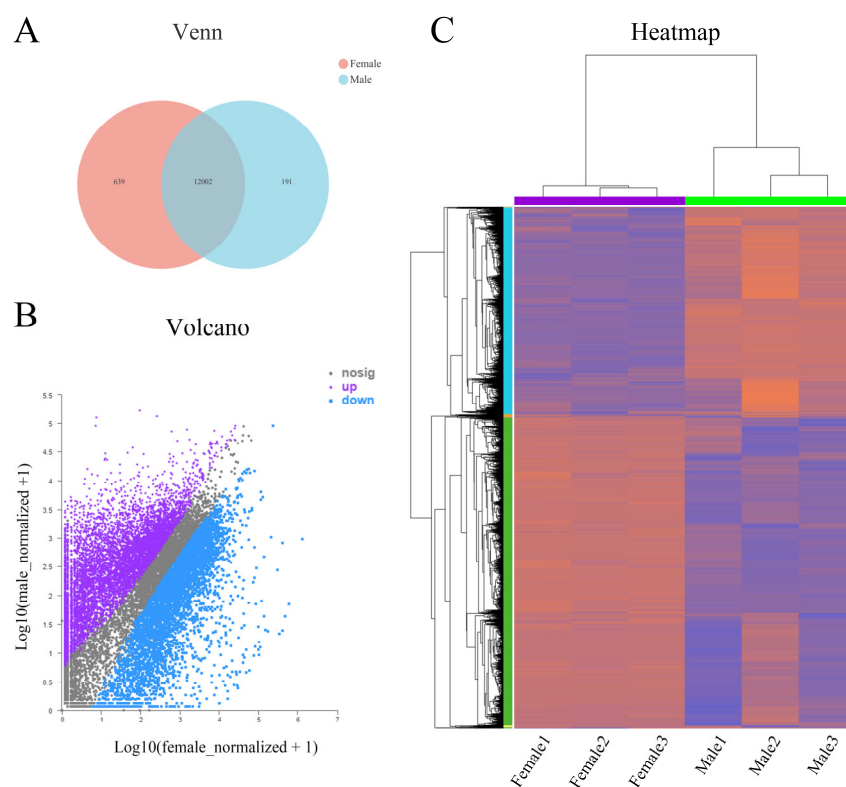 A
Venn
Female
Male
639
12002
191
B
Volcano
nosig
up
down
5.5
5
4.5
4
3.5
3
2.5
2
1.5
1
0.5
0
0
1
2
3
4
5
6
7
Log10(male_normalized +1)
Log10(female_normalized + 1)
C
Heatmap
Female1
Female2
Female3
Male1
Male2
Male3